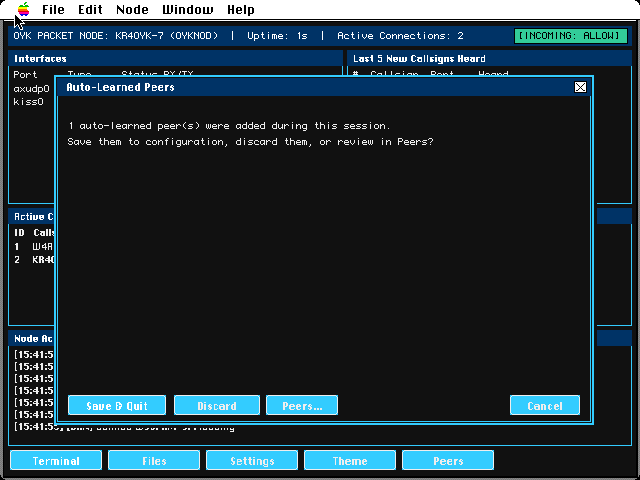 File Edit Node Window Help
OYK PACKET NODE: KR4OYK-7 (OYKNOD) | Uptime: 1s | Active Connections: 2 [INCOMING: ALLOW]
Interfaces
Last 5 New Callsigns Heard
Port Type Status RX/TX
# Callsign Port Heard
axudp0
kiss0
Auto-Learned Peers
1 auto-learned peer(s) were added during this session.
Save them to configuration, discard them, or review in Peers?
Active C
ID Calls
1 W4A
2 KR4O
Node Ac
[15:41:5
[15:41:5
[15:41:5
[15:41:5
[15:41:5
[15:41:5
[15:41:5
Save & Quit Discard Peers... Cancel
Terminal Files Settings Theme Peers